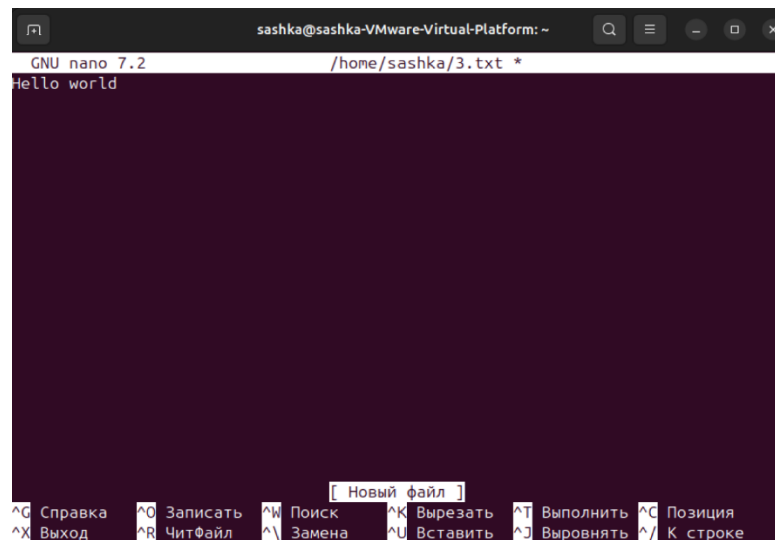 sashka@sashka-VMware-Virtual-Platform: ~
GNU nano 7.2 /home/sashka/3.txt *
Hello world
[ Новый файл ]
^G Справка ^O Записать ^W Поиск ^K Вырезать ^T Выполнить ^C Позиция
^X Выход ^R ЧитФайл ^\ Замена ^U Вставить ^J Выровнять ^/ К строке